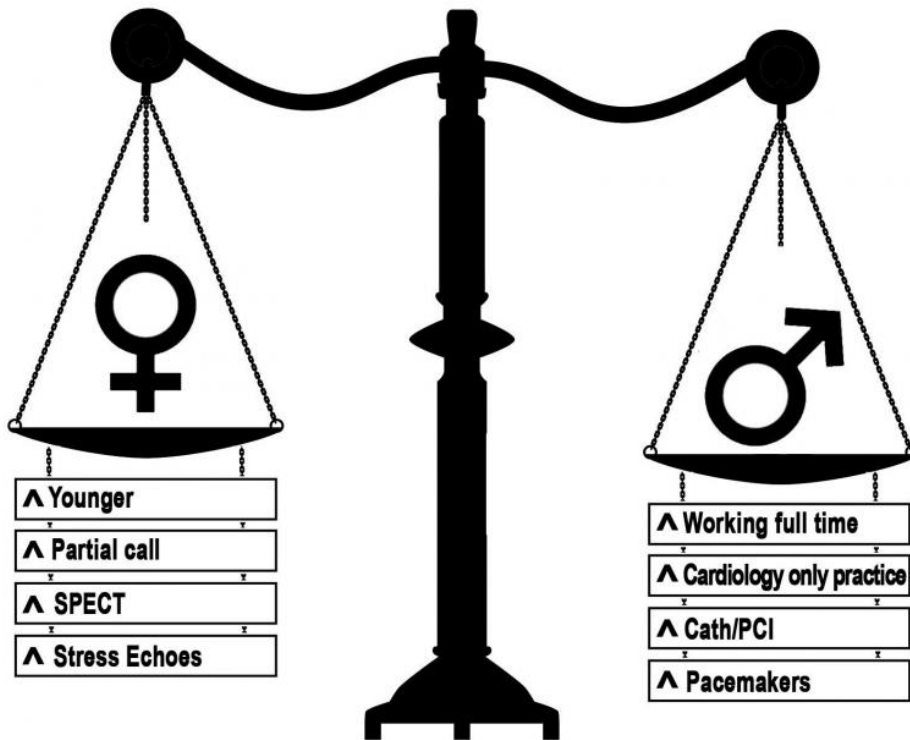 ^ Younger
^ Partial call
^ SPECT
^ Stress Echoes
^ Working full time
^ Cardiology only practice
^ Cath/PCI
^ Pacemakers